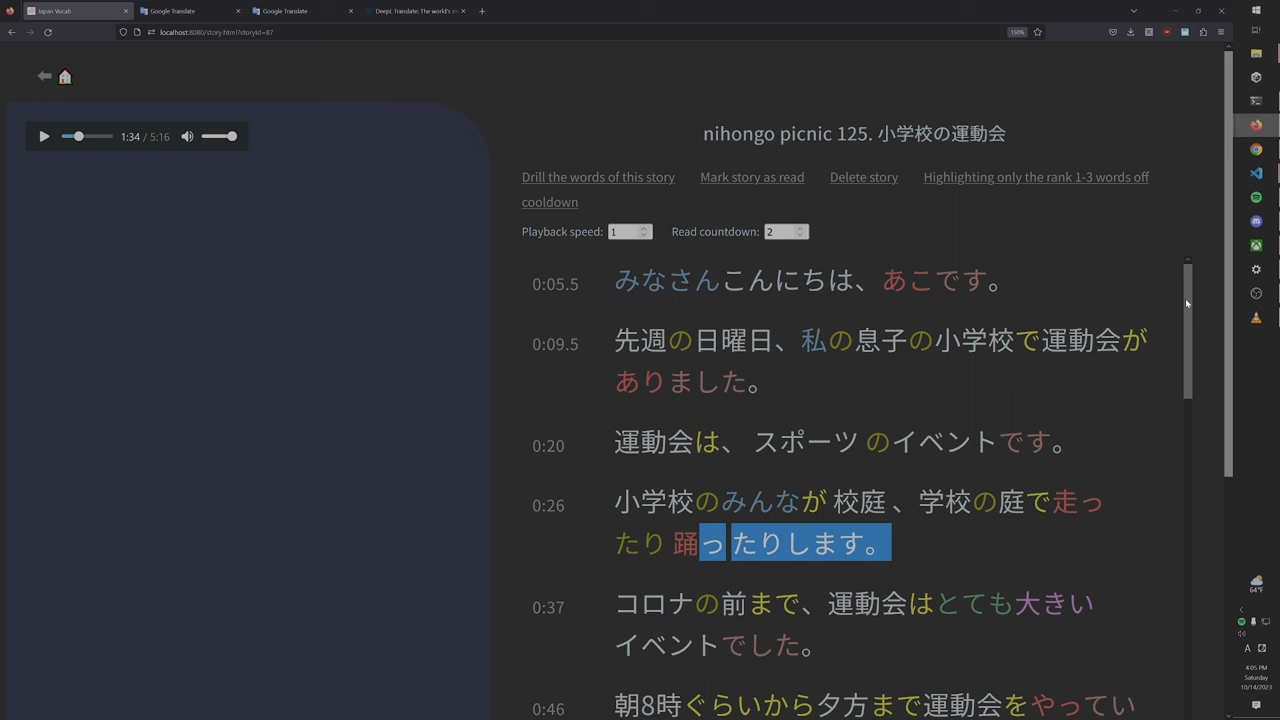 Japan Vocab
Google Translate
Google Translate
DeepL Translate: The world's m
localhost:8080/story.html?storyId=87
150%
1:34 / 5:16
nihongo picnic 125. 小学校の運動会
Drill the words of this story Mark story as read Delete story Highlighting only the rank 1-3 words off
cooldown
Playback speed: 1 Read countdown: 2
0:05.5 みなさんこんにちは、あこです。
0:09.5 先週の日曜日、私の息子の小学校で運動会が
ありました。
0:20 運動会は、 スポーツ のイベントです。
0:26 小学校のみんなが 校庭 、学校の庭で走っ
たり 踊っ たりします。
0:37 コロナの前まで、運動会はとても大きい
イベントでした。
0:46 朝8時ぐらいから夕方まで運動会をやってい
64°F
A
4:05 PM
Saturday
10/14/2023